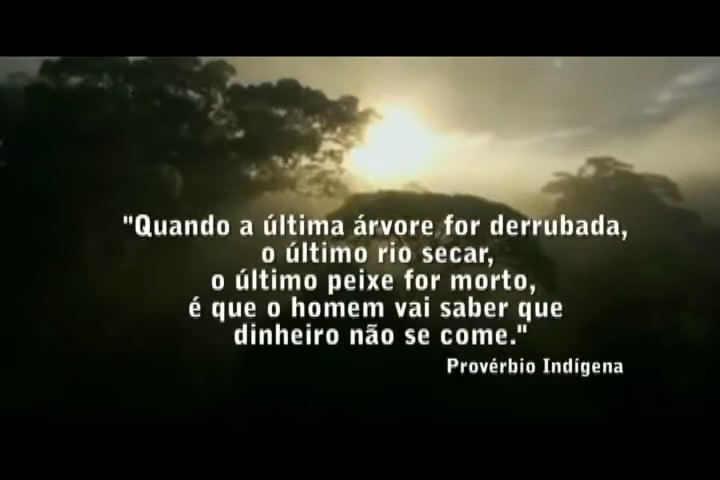 "Quando a última árvore for derrubada,
o último rio secar,
o último peixe for morto,
é que o homem vai saber que
dinheiro não se come."
Provérbio Indígena